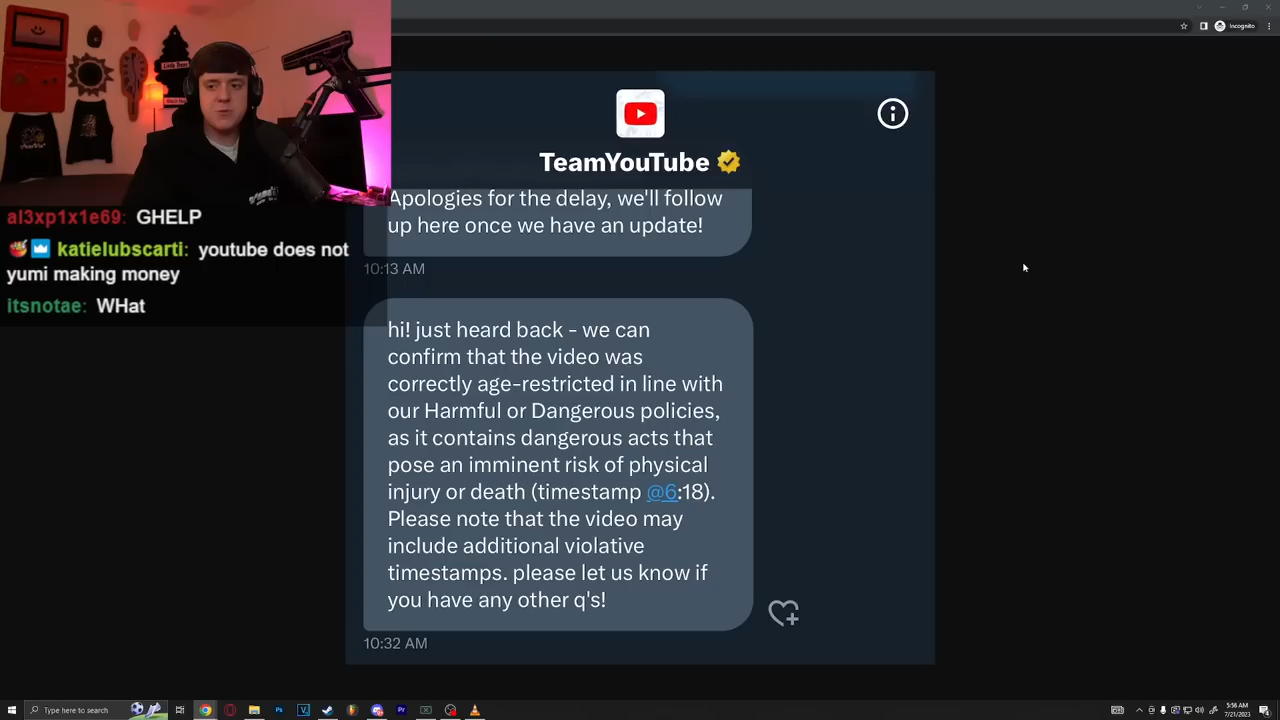 Incognito
TeamYouTube
Apologies for the delay, we'll follow
up here once we have an update!
10:13 AM
al3xp1x1e69: GHELP
katielubscarti: youtube does not
yumi making money
itsnotae: WHat
hi! just heard back - we can
confirm that the video was
correctly age-restricted in line with
our Harmful or Dangerous policies,
as it contains dangerous acts that
pose an imminent risk of physical
injury or death (timestamp @6:18).
Please note that the video may
include additional violative
timestamps. please let us know if
you have any other q's!
10:32 AM
Type here to search
5:56 AM
7/21/2023